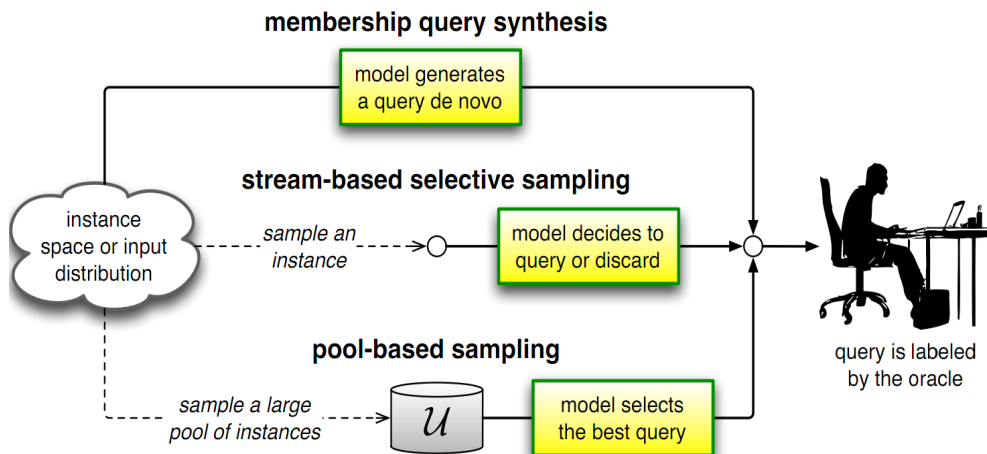 membership query synthesis
model generates
a query de novo
stream-based selective sampling
instance
space or input
distribution
sample an
instance
model decides to
query or discard
pool-based sampling
query is labeled
by the oracle
sample a large
pool of instances
U
model selects
the best query